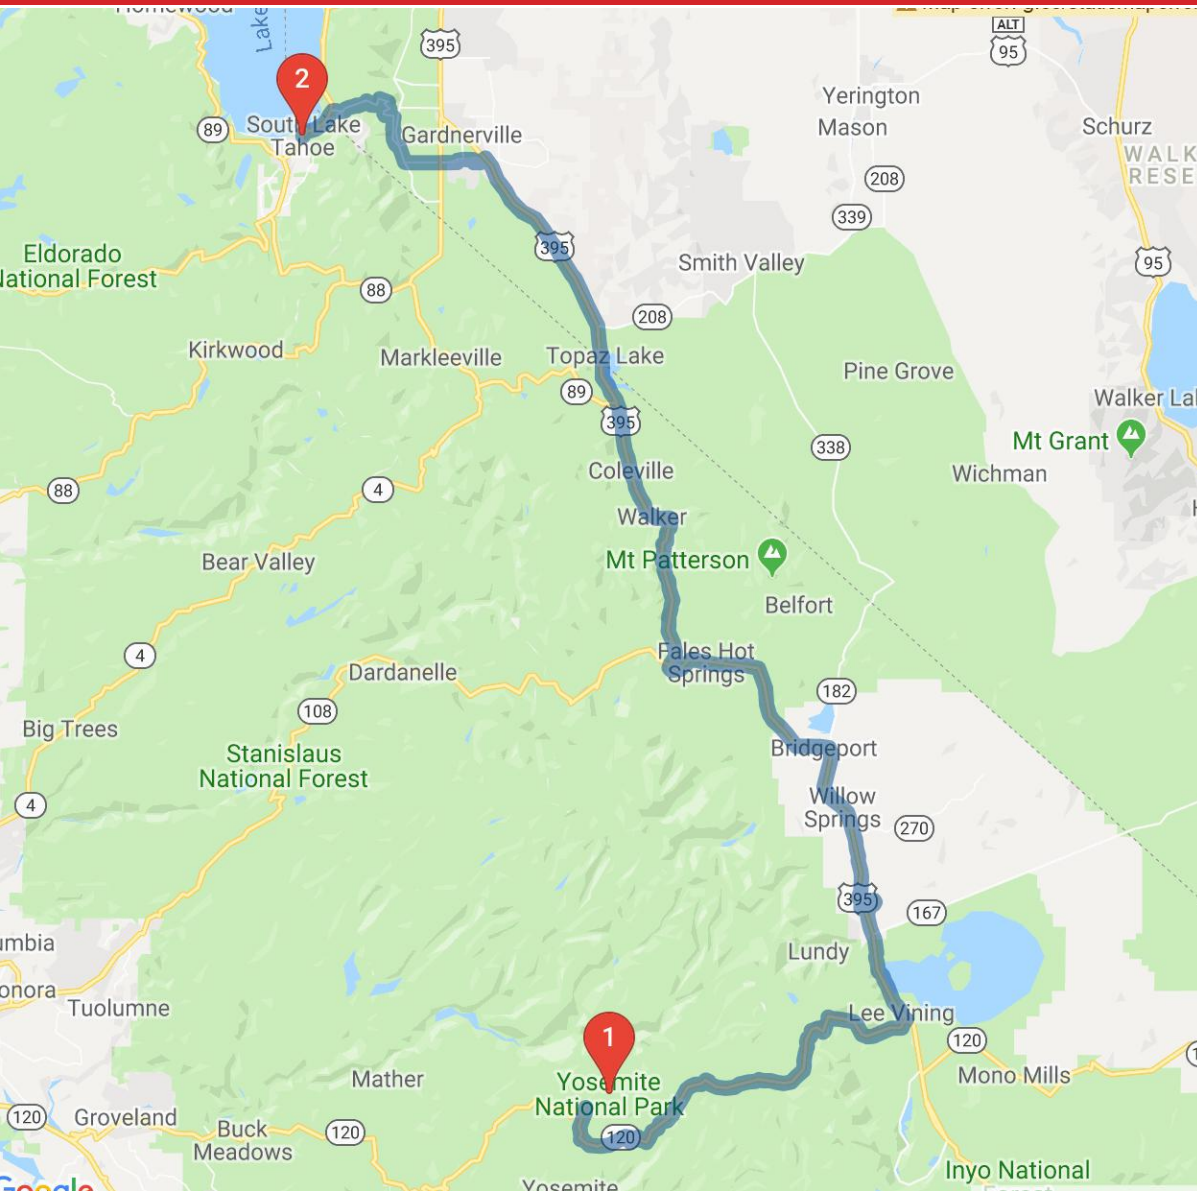 Homewood
Lake
395
ALT
95
2
Yerington
Mason
Schurz
89
South Lake
Tahoe
Gardnerville
WALK
RESE
208
339
Eldorado
National Forest
395
Smith Valley
95
88
208
Kirkwood
Markleeville
Topaz Lake
Pine Grove
89
Walker Lak
395
Mt Grant
338
Coleville
Wichman
88
4
Walker
Mt Patterson
Bear Valley
Belfort
4
Fales Hot
Springs
Dardanelle
182
108
Big Trees
Bridgeport
Stanislaus
National Forest
4
Willow
Springs
270
395
167
umbia
Lundy
onora
Tuolumne
Lee Vining
1
120
Mono Mills
Mather
Yosemite
National Park
120
Groveland
Buck
Meadows
120
120
Inyo National
Yosemite
Google